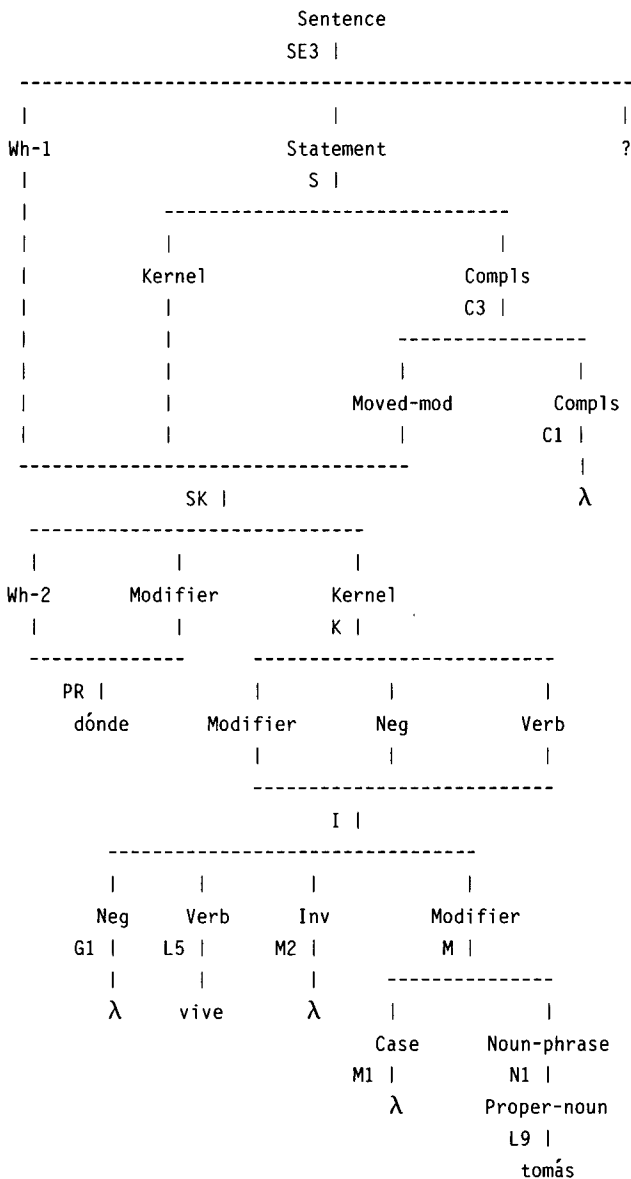 Sentence
SE3 |
-------------------------------------------------------------
| | |
Wh-1 Statement ?
| S |
| ---------------------------------
| | |
| Kernel Compls
| | C3 |
| | ------------------
| | | |
| | Moved-mod Compls
| | | C1 |
--------------------------------------- |
SK | λ
--------------------------------
| | |
Wh-2 Modifier Kernel
| | K |
--------------- -----------------------------
PR | | | |
dónde Modifier Neg Verb
| | |
--------------------------
I |
-----------------------------------
| | | |
Neg Verb Inv Modifier
G1 | L5 | M2 | M |
| | | ----------------
λ vive λ | |
Case Noun-phrase
M1 | N1 |
λ Proper-noun
L9 |
tomás